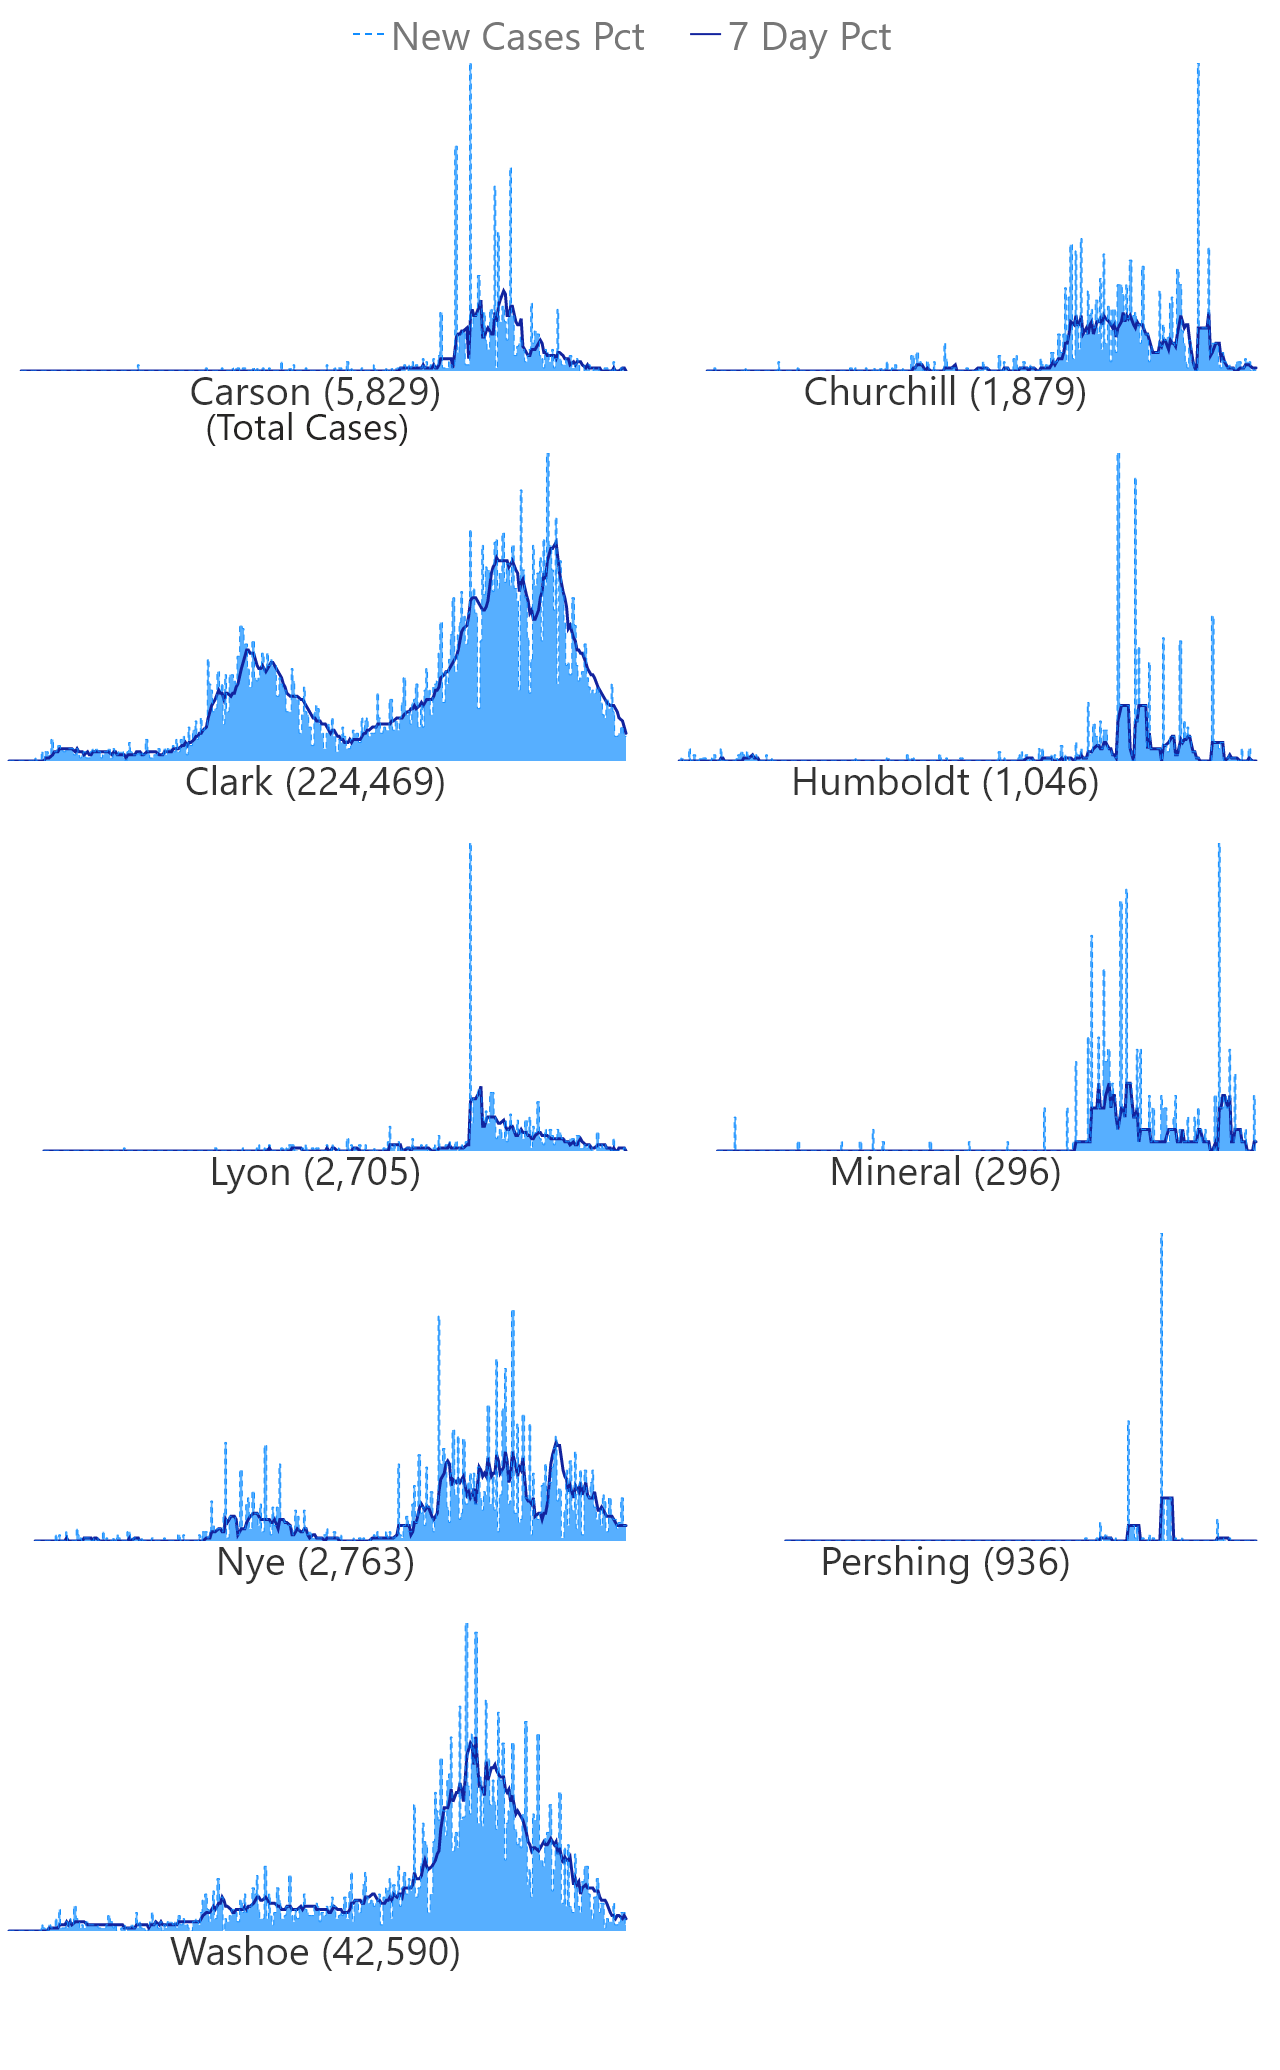 New Cases Pct 7 Day Pct
Carson (5,829)
(Total Cases)
Churchill (1,879)
Clark (224,469)
Humboldt (1,046)
Lyon (2,705)
Mineral (296)
Nye (2,763)
Pershing (936)
Washoe (42,590)